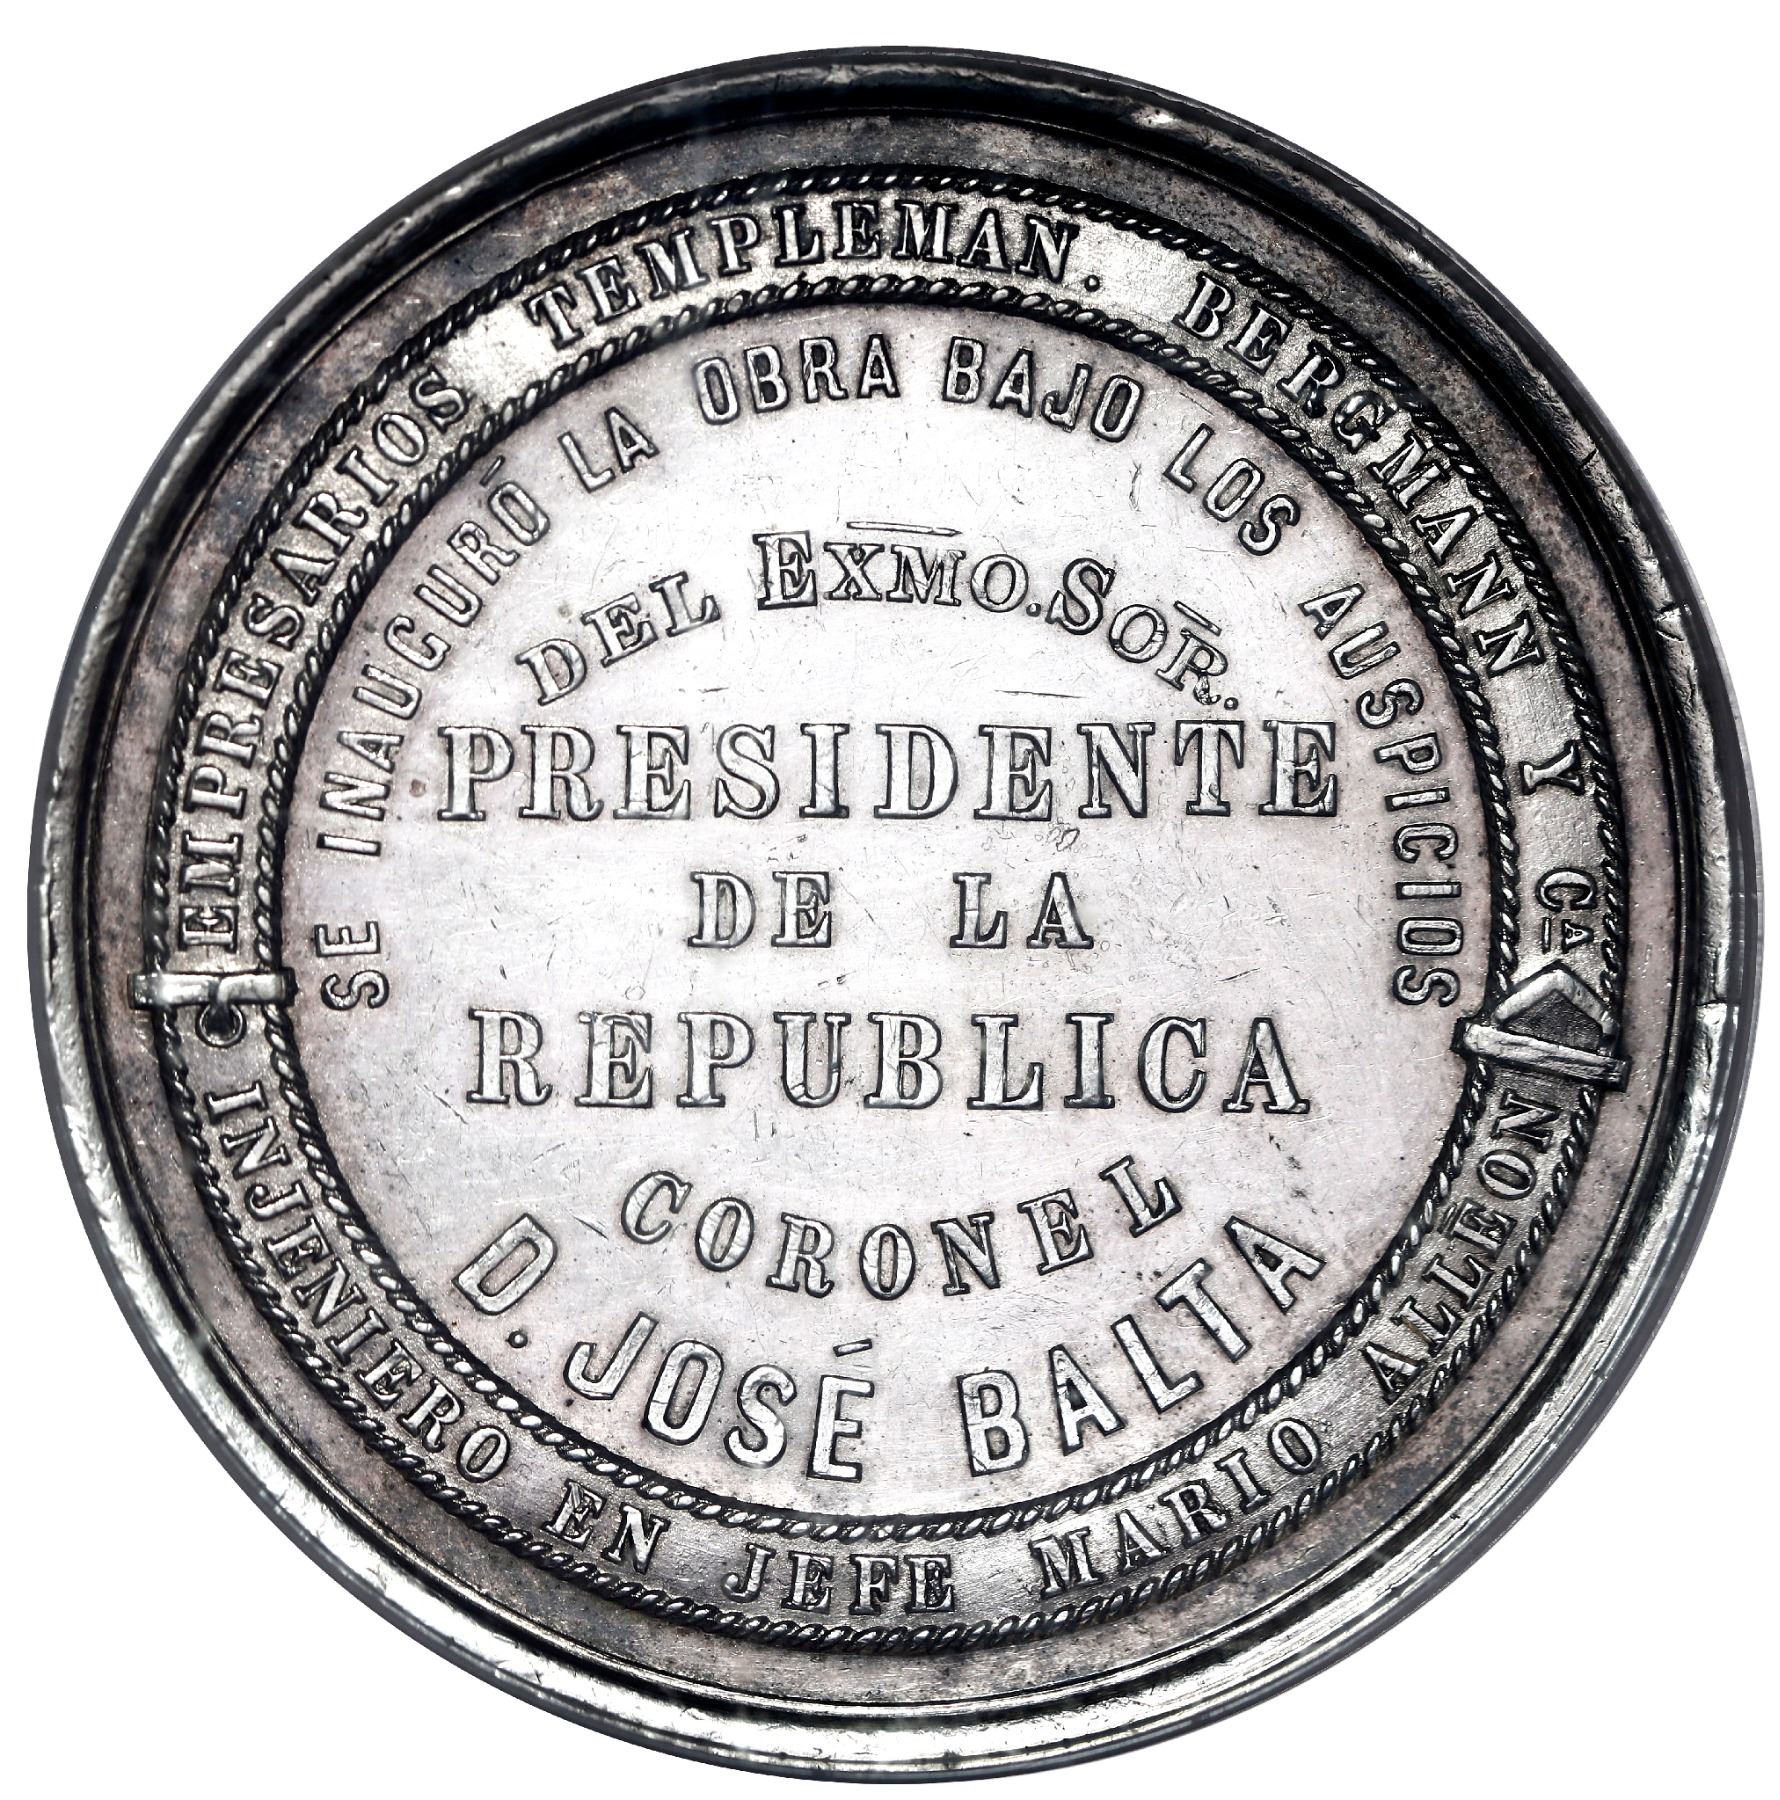 EMPRESARIOS TEMPLEMAN. BERGMANN Y CA
INJENIERO EN JEFE MARIO ALLÉON
SE INAUGURÓ LA OBRA BAJO LOS AUSPICIOS
DEL EXMO. SOR.
PRESIDENTE
DE LA
REPUBLICA
CORONEL
D. JOSÉ BALTA